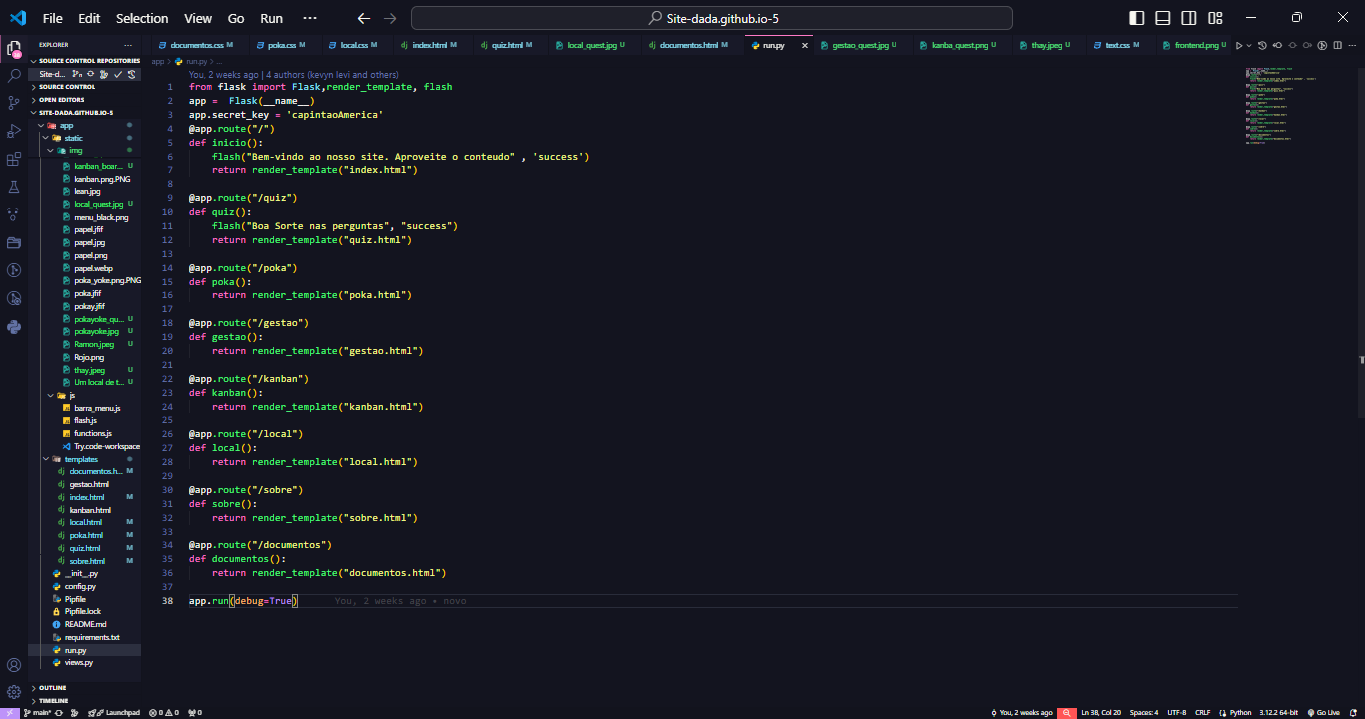 File Edit Selection View Go Run ··· Site-dada.github.io-5
EXPLORER ···
documentos.css M poka.css M local.css M index.html M quiz.html M local_quest.jpg U documentos.html M run.py gestao_quest.jpg U kanba_quest.png U thay.jpeg U text.css M frontend.png U
SOURCE CONTROL REPOSITORIES
Site-d...
SOURCE CONTROL
OPEN EDITORS
SITE-DADA.GITHUB.IO-5
app
static
img
kanban_boar... U
kanban.png.PNG
lean.jpg
local_quest.jpg U
menu_black.png
papel.jfif
papel.jpg
papel.png
papel.webp
poka_yoke.png.PNG
poka.jfif
pokay.jfif
pokayoke_qu... U
pokayoke.jpg U
Ramon.jpeg U
Rojo.png
thay.jpeg U
Um local de t... U
js
barra_menu.js
flash.js
functions.js
Try.code-workspace
templates
documentos.h... M
gestao.html
index.html M
kanban.html
local.html M
poka.html M
quiz.html M
sobre.html M
__init__.py
config.py
Pipfile
Pipfile.lock
README.md
requirements.txt
run.py
views.py
OUTLINE
TIMELINE
app > run.py > ...
You, 2 weeks ago | 4 authors (kevyn levi and others)
1 from flask import Flask,render_template, flash
2 app =  Flask(__name__)
3 app.secret_key = 'capintaoAmerica'
4 @app.route("/")
5 def inicio():
6     flash("Bem-vindo ao nosso site. Aproveite o conteudo" , 'success')
7     return render_template("index.html")
8
9 @app.route("/quiz")
10 def quiz():
11     flash("Boa Sorte nas perguntas", "success")
12     return render_template("quiz.html")
13
14 @app.route("/poka")
15 def poka():
16     return render_template("poka.html")
17
18 @app.route("/gestao")
19 def gestao():
20     return render_template("gestao.html")
21
22 @app.route("/kanban")
23 def kanban():
24     return render_template("kanban.html")
25
26 @app.route("/local")
27 def local():
28     return render_template("local.html")
29
30 @app.route("/sobre")
31 def sobre():
32     return render_template("sobre.html")
33
34 @app.route("/documentos")
35 def documentos():
36     return render_template("documentos.html")
37
38 app.run(debug=True) You, 2 weeks ago • novo
main* Launchpad 0 0 0 You, 2 weeks ago Ln 38, Col 20 Spaces: 4 UTF-8 CRLF Python 3.12.2 64-bit Go Live